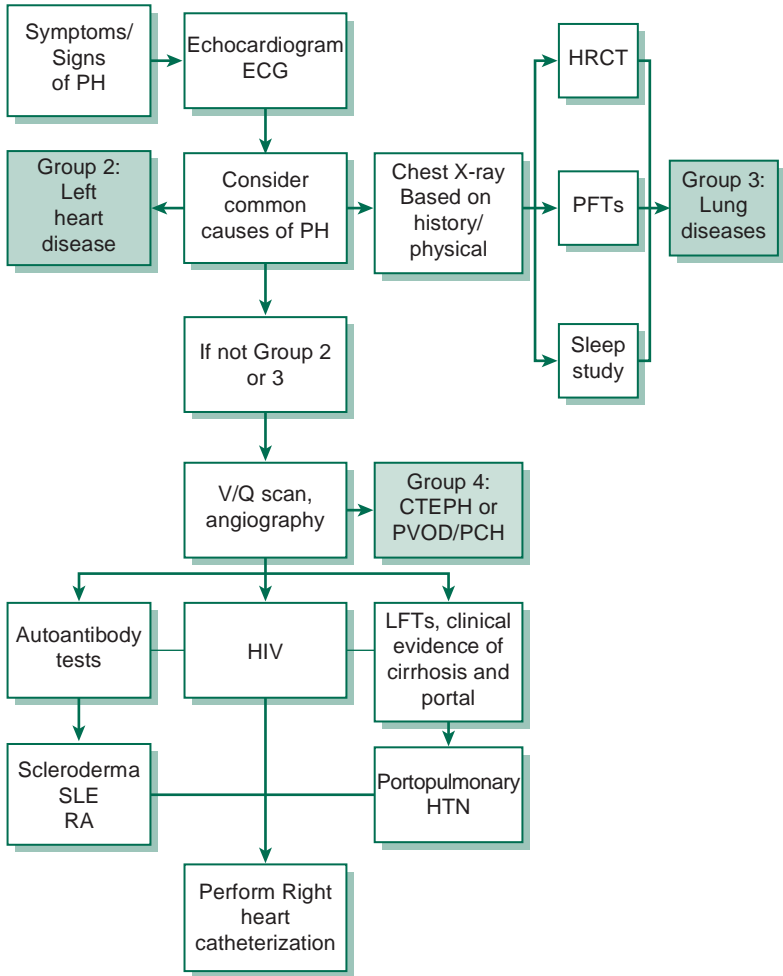 Symptoms/
Signs
of PH
Echocardiogram
ECG
HRCT
Group 2:
Left
heart
disease
Consider
common
causes of PH
Chest X-ray
Based on
history/
physical
PFTs
Group 3:
Lung
diseases
Sleep
study
If not Group 2
or 3
V/Q scan,
angiography
Group 4:
CTEPH or
PVOD/PCH
Autoantibody
tests
HIV
LFTs, clinical
evidence of
cirrhosis and
portal
Scleroderma
SLE
RA
Portopulmonary
HTN
Perform Right
heart
catheterization